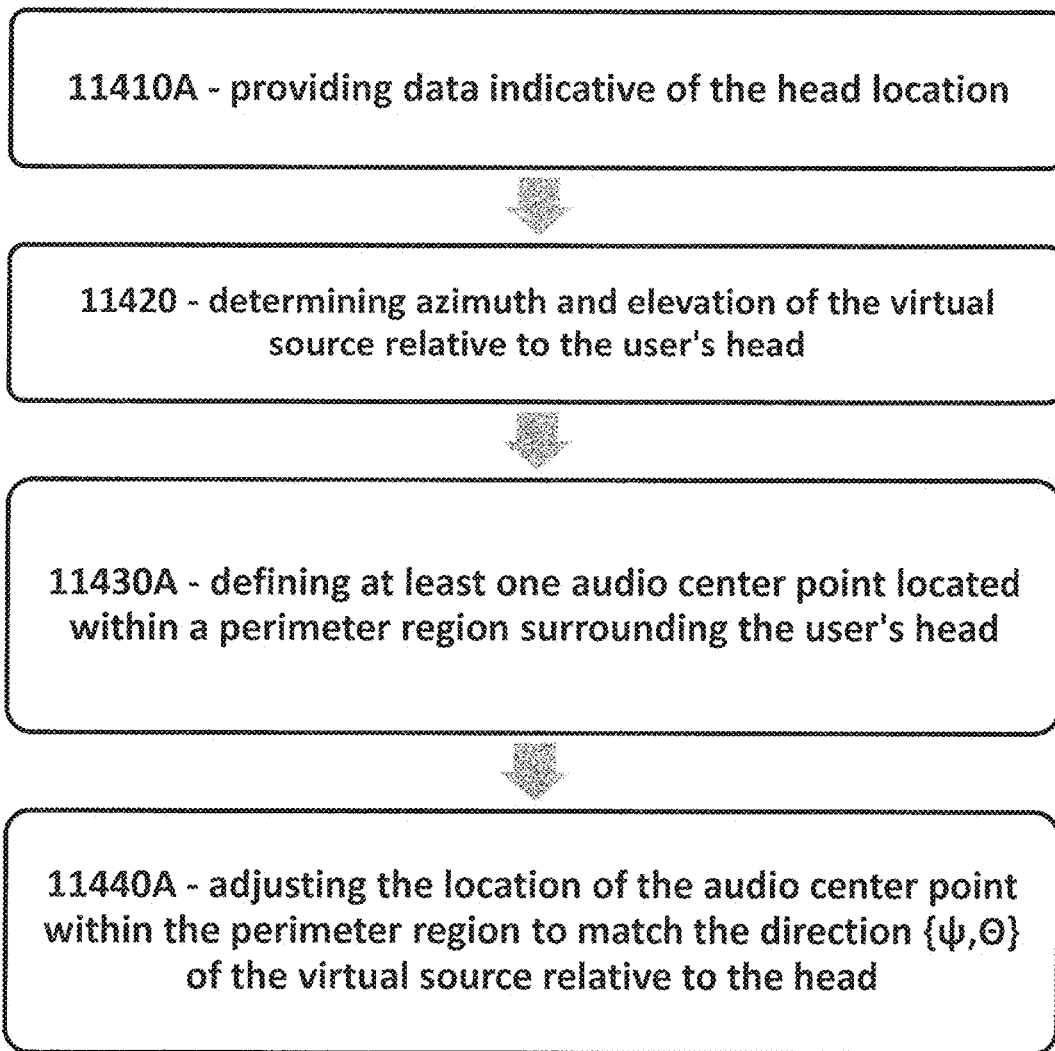 11410A - providing data indicative of the head location
11420 - determining azimuth and elevation of the virtual
source relative to the user's head
11430A - defining at least one audio center point located
within a perimeter region surrounding the user's head
11440A - adjusting the location of the audio center point
within the perimeter region to match the direction {ψ,Θ}
of the virtual source relative to the head